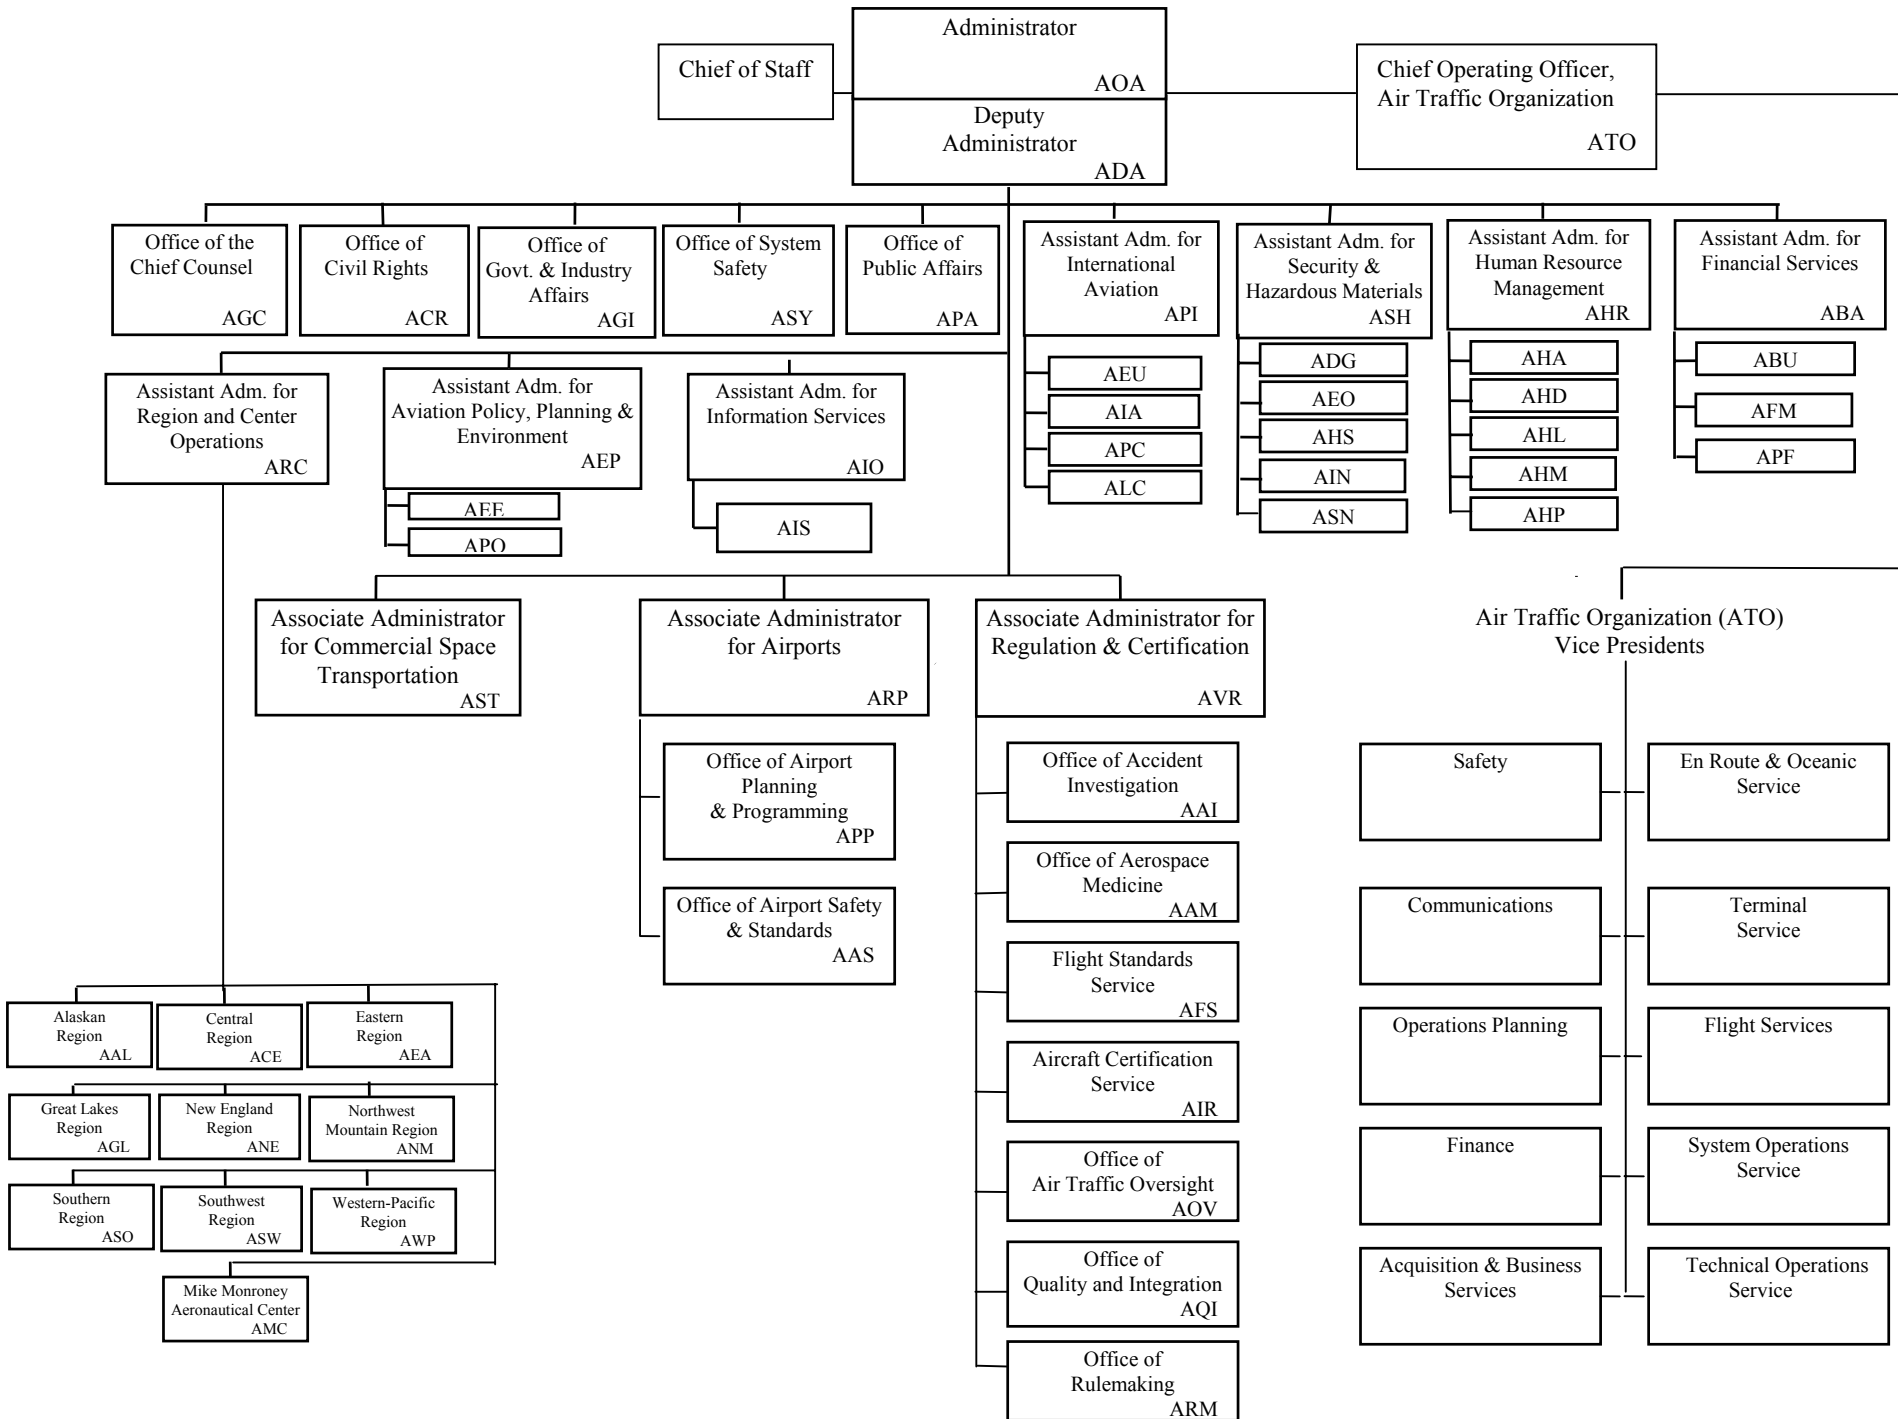 Administrator
AOA
Deputy
Administrator
ADA
Chief of Staff
Chief Operating Officer,
Air Traffic Organization
ATO
Office of the
Chief Counsel
AGC
Office of
Civil Rights
ACR
Office of
Govt. & Industry
Affairs
AGI
Office of System
Safety
ASY
Office of
Public Affairs
APA
Assistant Adm. for
International
Aviation
API
Assistant Adm. for
Security &
Hazardous Materials
ASH
Assistant Adm. for
Human Resource
Management
AHR
Assistant Adm. for
Financial Services
ABA
AEU
AIA
APC
ALC
ADG
AEO
AHS
AIN
ASN
AHA
AHD
AHL
AHM
AHP
ABU
AFM
APF
Assistant Adm. for
Region and Center
Operations
ARC
Assistant Adm. for
Aviation Policy, Planning &
Environment
AEP
AEE
APO
Assistant Adm. for
Information Services
AIO
AIS
Associate Administrator
for Commercial Space
Transportation
AST
Associate Administrator
for Airports
ARP
Associate Administrator for
Regulation & Certification
AVR
Air Traffic Organization (ATO)
Vice Presidents
Office of Airport
Planning
& Programming
APP
Office of Airport Safety
& Standards
AAS
Office of Accident
Investigation
AAI
Office of Aerospace
Medicine
AAM
Flight Standards
Service
AFS
Aircraft Certification
Service
AIR
Office of
Air Traffic Oversight
AOV
Office of
Quality and Integration
AQI
Office of
Rulemaking
ARM
Safety
En Route & Oceanic
Service
Communications
Terminal
Service
Operations Planning
Flight Services
Finance
System Operations
Service
Acquisition & Business
Services
Technical Operations
Service
Alaskan
Region
AAL
Central
Region
ACE
Eastern
Region
AEA
Great Lakes
Region
AGL
New England
Region
ANE
Northwest
Mountain Region
ANM
Southern
Region
ASO
Southwest
Region
ASW
Western-Pacific
Region
AWP
Mike Monroney
Aeronautical Center
AMC